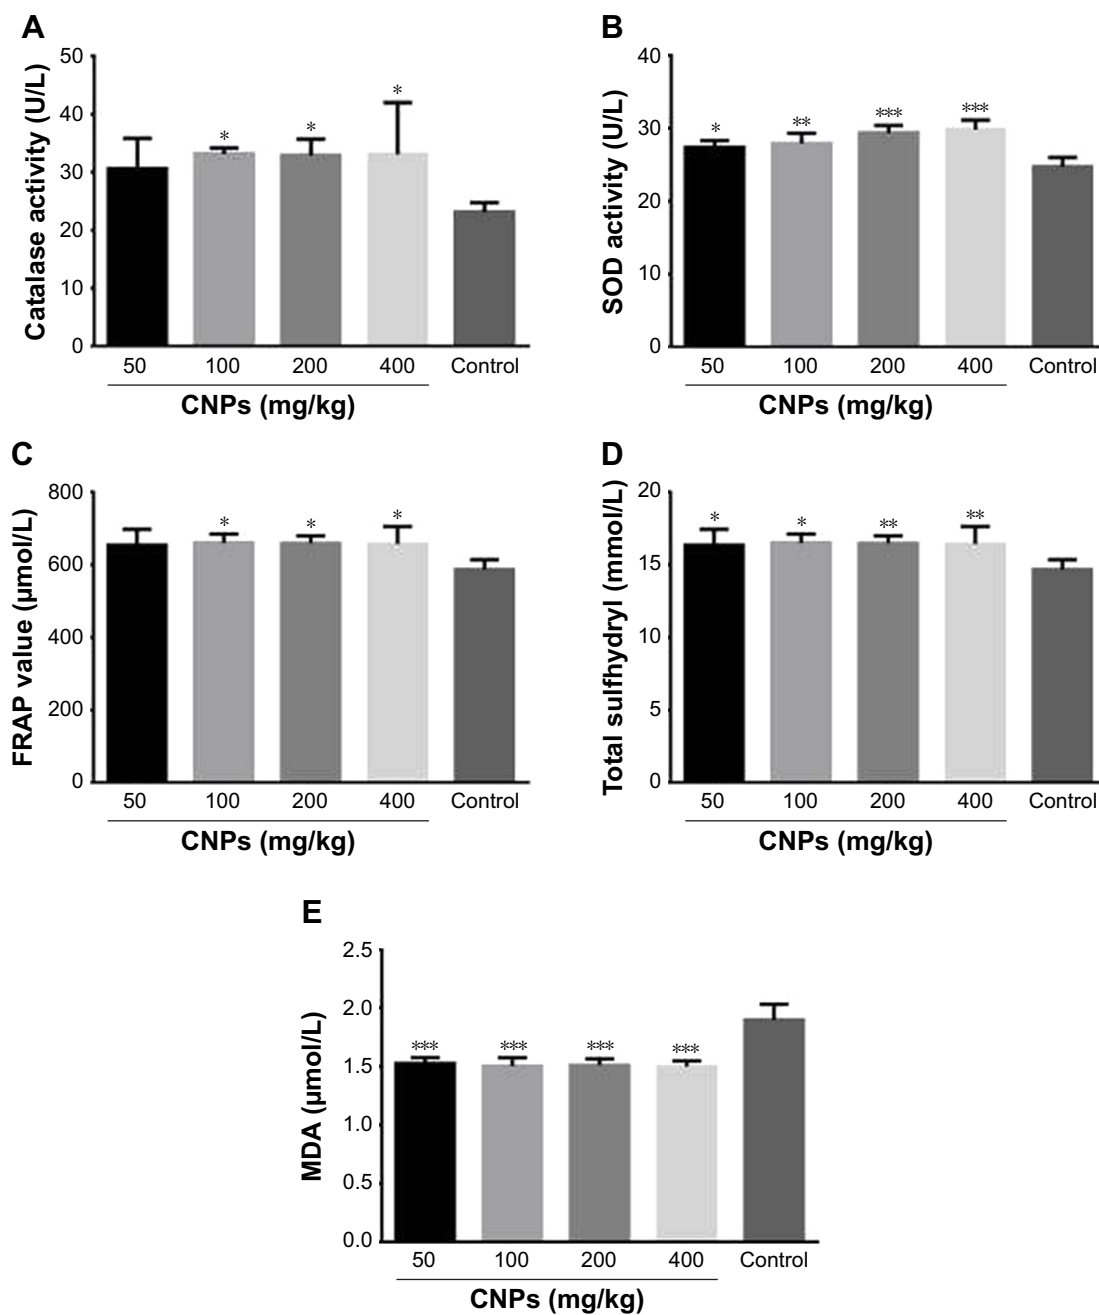 A
Catalase activity (U/L)
50
40
30
20
10
0
*
*
*
50 100 200 400 Control
CNPs (mg/kg)
B
SOD activity (U/L)
40
30
20
10
0
*
**
***
***
50 100 200 400 Control
CNPs (mg/kg)
C
FRAP value (µmol/L)
800
600
400
200
0
*
*
*
50 100 200 400 Control
CNPs (mg/kg)
D
Total sulfhydryl (mmol/L)
20
15
10
5
0
*
*
**
**
50 100 200 400 Control
CNPs (mg/kg)
E
MDA (µmol/L)
2.5
2.0
1.5
1.0
0.5
0.0
***
***
***
***
50 100 200 400 Control
CNPs (mg/kg)